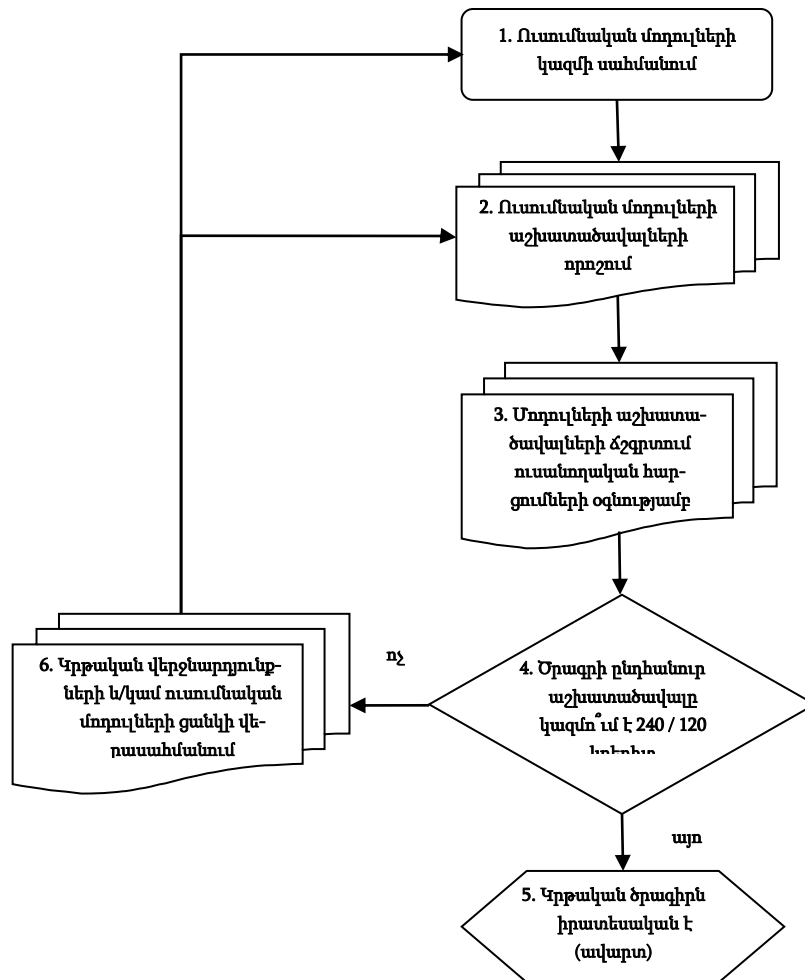 1. Ուսումնական մոդուլների
կազմի սահմանում
2. Ուսումնական մոդուլների
աշխատածավալների
որոշում
3. Մոդուլների աշխատա-
ծավալների ճշգրտում
ուսանողական հար-
ցումների օգնությամբ
6. Կրթական վերջնարդյունք-
ների և/կամ ուսումնական
մոդուլների ցանկի վե-
րասահմանում
ոչ
4. Ծրագրի ընդհանուր
աշխատածավալը
կազմո՞ւմ է 240 / 120
այո
5. Կրթական ծրագիրն
իրատեսական է
(ավարտ)